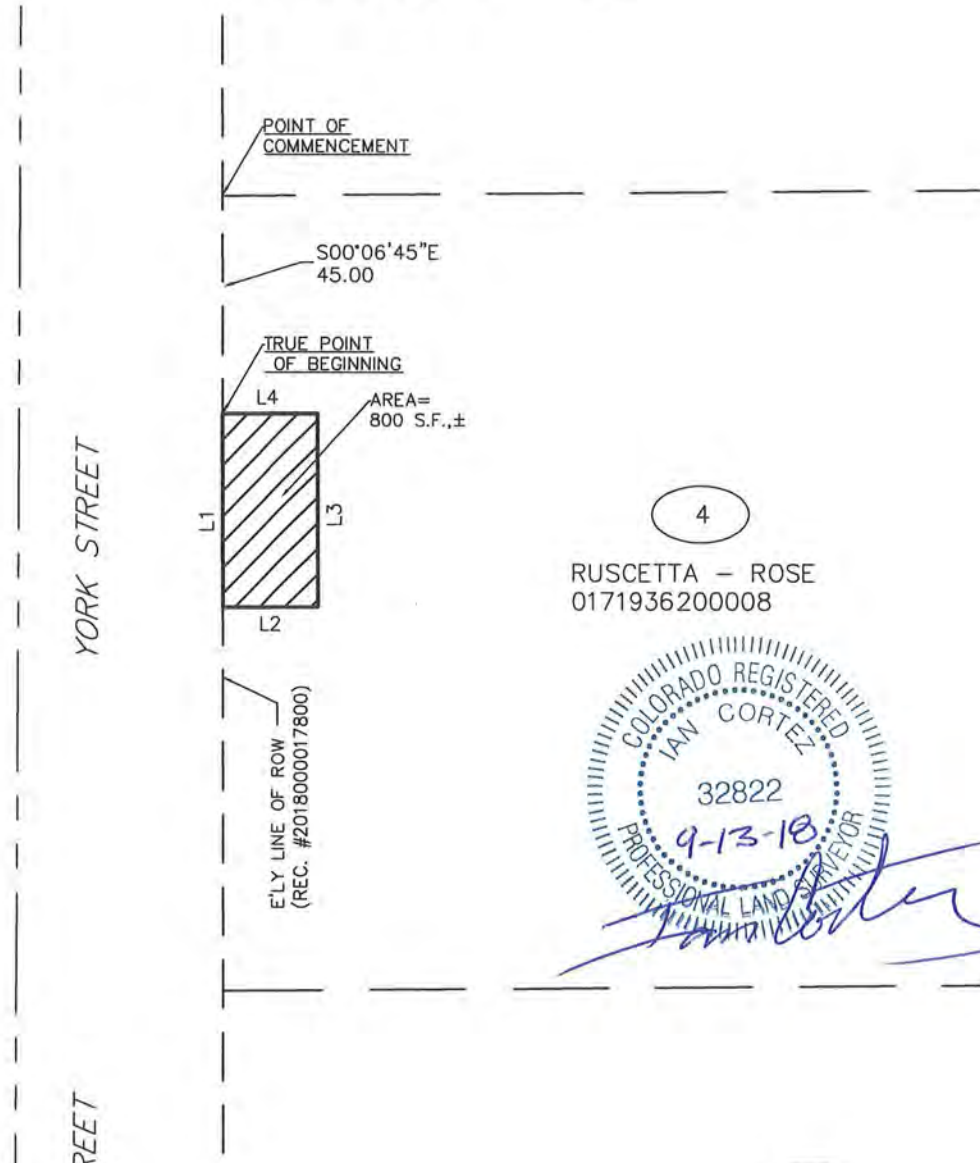 POINT OF
COMMENCEMENT
S00°06'45"E
45.00
TRUE POINT
OF BEGINNING
L4
AREA=
800 S.F.,±
YORK STREET
L1
L3
L2
4
RUSCETTA – ROSE
0171936200008
E'LY LINE OF ROW
(REC. #2018000017800)
COLORADO REGISTERED
IAN CORTEZ
32822
9-13-18
PROFESSIONAL LAND SURVEYOR
Ian Cortez
REET